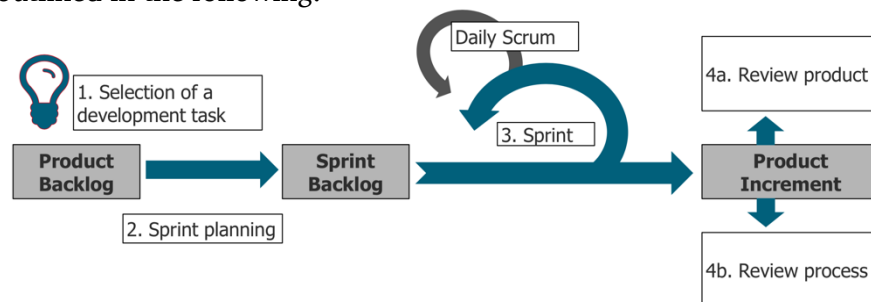 outlined in the following.
Daily Scrum
4a. Review product
1. Selection of a
development task
3. Sprint
Product
Backlog
Sprint
Backlog
Product
Increment
2. Sprint planning
4b. Review process